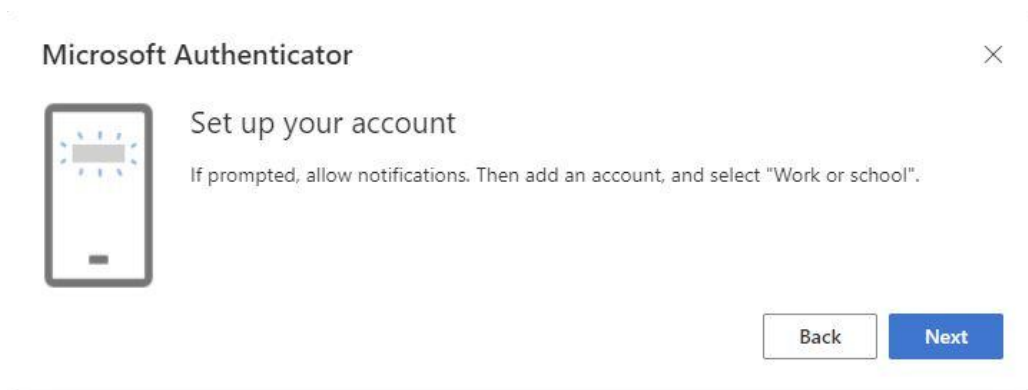 Microsoft Authenticator
Set up your account
If prompted, allow notifications. Then add an account, and select "Work or school".
Back
Next